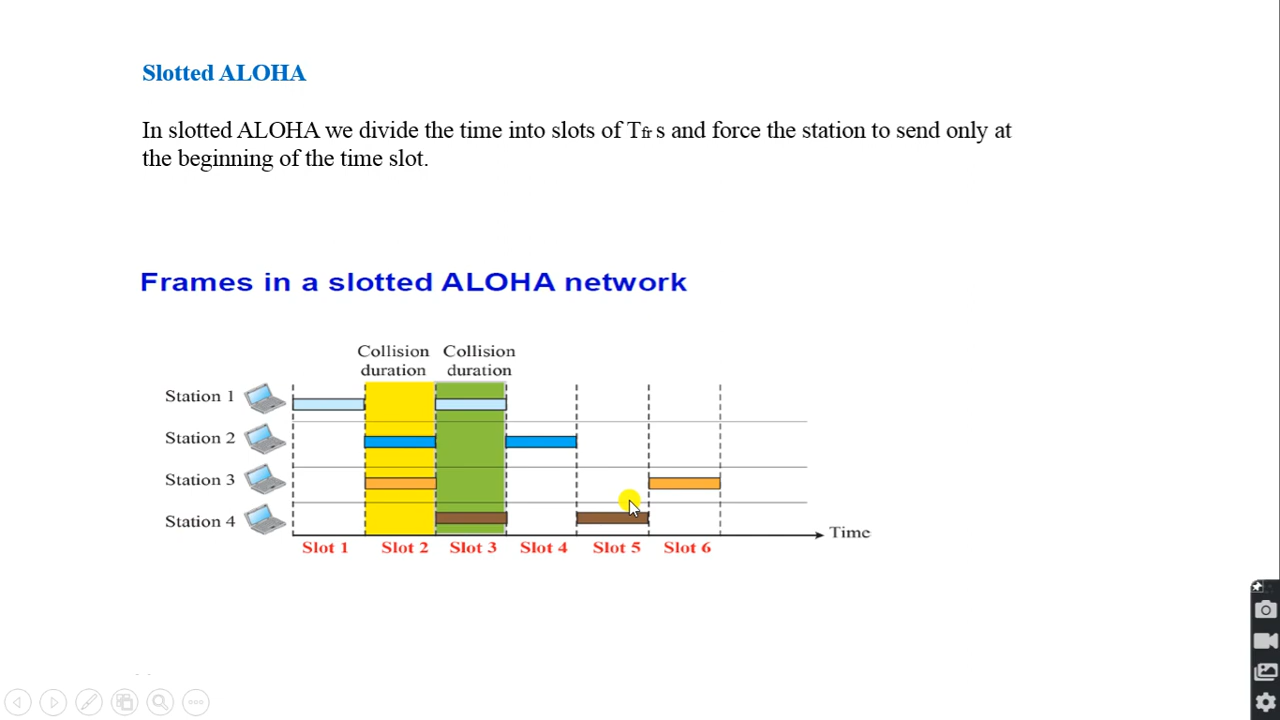 Slotted ALOHA
In slotted ALOHA we divide the time into slots of Tfr s and force the station to send only at
the beginning of the time slot.
Frames in a slotted ALOHA network
Collision duration
Collision duration
Station 1
Station 2
Station 3
Station 4
Time
Slot 1 Slot 2 Slot 3 Slot 4 Slot 5 Slot 6